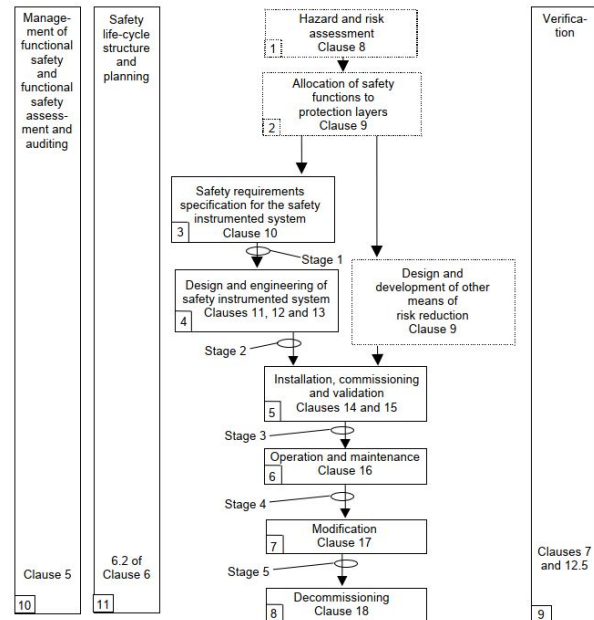 Manage-
ment of
functional
safety
and
functional
safety
assess-
ment and
auditing
Clause 5
10
Safety
life-cycle
structure
and
planning
6.2 of
Clause 6
11
Hazard and risk
assessment
Clause 8
1
Allocation of safety
functions to
protection layers
Clause 9
2
Safety requirements
specification for the safety
instrumented system
Clause 10
3
Stage 1
Design and engineering of
safety instrumented system
Clauses 11, 12 and 13
4
Design and
development of other
means of
risk reduction
Clause 9
Stage 2
Installation, commissioning
and validation
Clauses 14 and 15
5
Stage 3
Operation and maintenance
Clause 16
6
Stage 4
Modification
Clause 17
7
Stage 5
Decommissioning
Clause 18
8
Verifica-
tion
Clauses 7
and 12.5
9